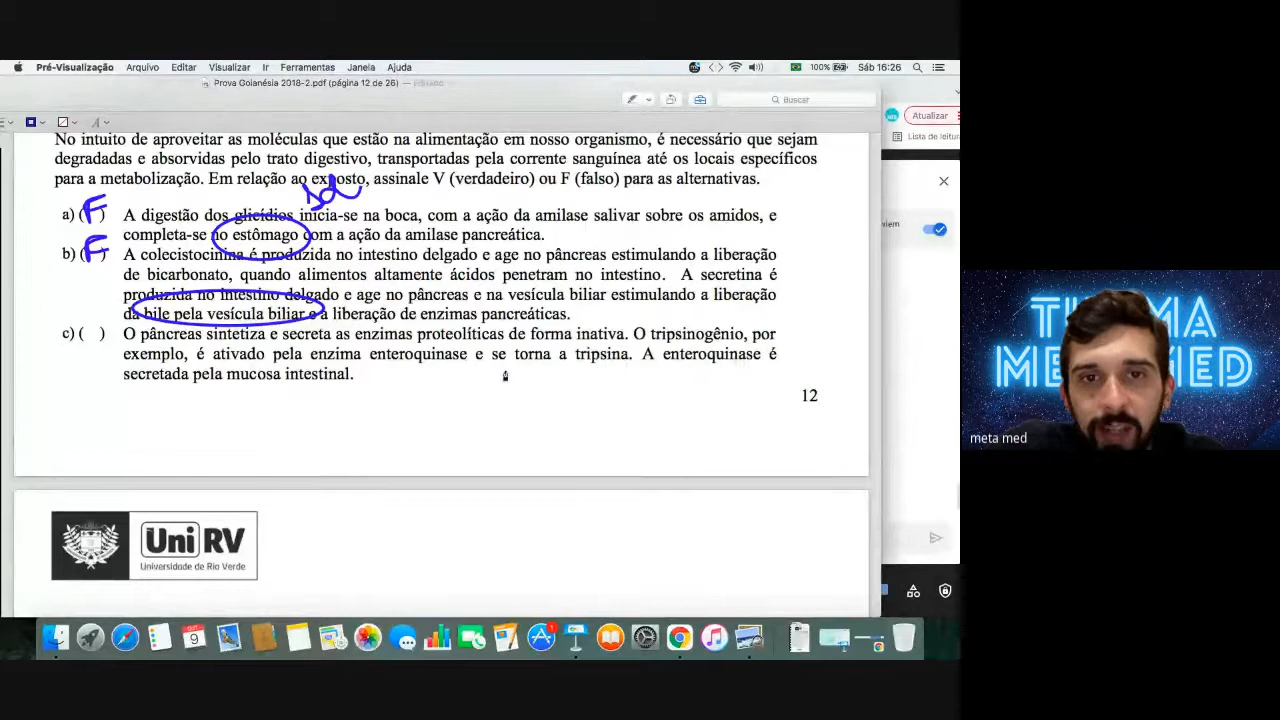 Pré-Visualização Arquivo Editar Visualizar Ir Ferramentas Janela Ajuda 100% Sáb 16:26
Prova Goianésia 2018-2.pdf (página 12 de 26)
Buscar
Atualizar
Lista de leitura
No intuito de aproveitar as moléculas que estão na alimentação em nosso organismo, é necessário que sejam
degradadas e absorvidas pelo trato digestivo, transportadas pela corrente sanguínea até os locais específicos
para a metabolização. Em relação ao exposto, assinale V (verdadeiro) ou F (falso) para as alternativas.
a) (F) A digestão dos glicídios inicia-se na boca, com a ação da amilase salivar sobre os amidos, e
completa-se no estômago com a ação da amilase pancreática.
b) (F) A colecistocinina é produzida no intestino delgado e age no pâncreas estimulando a liberação
de bicarbonato, quando alimentos altamente ácidos penetram no intestino. A secretina é
produzida no intestino delgado e age no pâncreas e na vesícula biliar estimulando a liberação
da bile pela vesícula biliar e a liberação de enzimas pancreáticas.
c) ( ) O pâncreas sintetiza e secreta as enzimas proteolíticas de forma inativa. O tripsinogênio, por
exemplo, é ativado pela enzima enteroquinase e se torna a tripsina. A enteroquinase é
secretada pela mucosa intestinal.
12
Uni RV
Universidade de Rio Verde
meta med